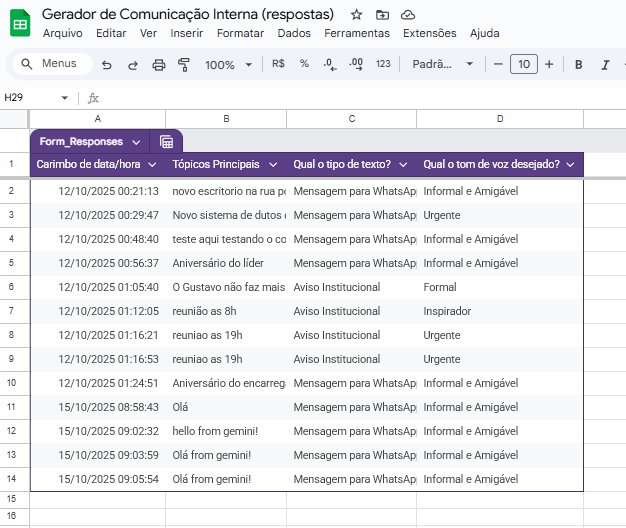 Gerador de Comunicação Interna (respostas)
Arquivo Editar Ver Inserir Formatar Dados Ferramentas Extensões Ajuda
Menus 100% R$ % .0 .00 123 Padrã... 10 B I
H29 fx
A B C D
Form_Responses
1 Carimbo de data/hora Tópicos Principais Qual o tipo de texto? Qual o tom de voz desejado?
2 12/10/2025 00:21:13 novo escritorio na rua Mensagem para WhatsAp Informal e Amigável
3 12/10/2025 00:29:47 Novo sistema de dutos Mensagem para WhatsAp Urgente
4 12/10/2025 00:48:40 teste aqui testando o co Mensagem para WhatsAp Informal e Amigável
5 12/10/2025 00:56:37 Aniversário do líder Mensagem para WhatsAp Informal e Amigável
6 12/10/2025 01:05:40 O Gustavo não faz mais Aviso Institucional Formal
7 12/10/2025 01:12:05 reunião as 8h Aviso Institucional Inspirador
8 12/10/2025 01:16:21 reuniao as 19h Aviso Institucional Urgente
9 12/10/2025 01:16:53 reuniao as 19h Aviso Institucional Urgente
10 12/10/2025 01:24:51 Aniversário do encarreg Mensagem para WhatsAp Informal e Amigável
11 15/10/2025 08:58:43 Olá Mensagem para WhatsAp Informal e Amigável
12 15/10/2025 09:02:32 hello from gemini! Mensagem para WhatsAp Informal e Amigável
13 15/10/2025 09:03:59 Olá from gemini! Mensagem para WhatsAp Informal e Amigável
14 15/10/2025 09:05:54 Olá from gemini! Mensagem para WhatsAp Informal e Amigável
15
16